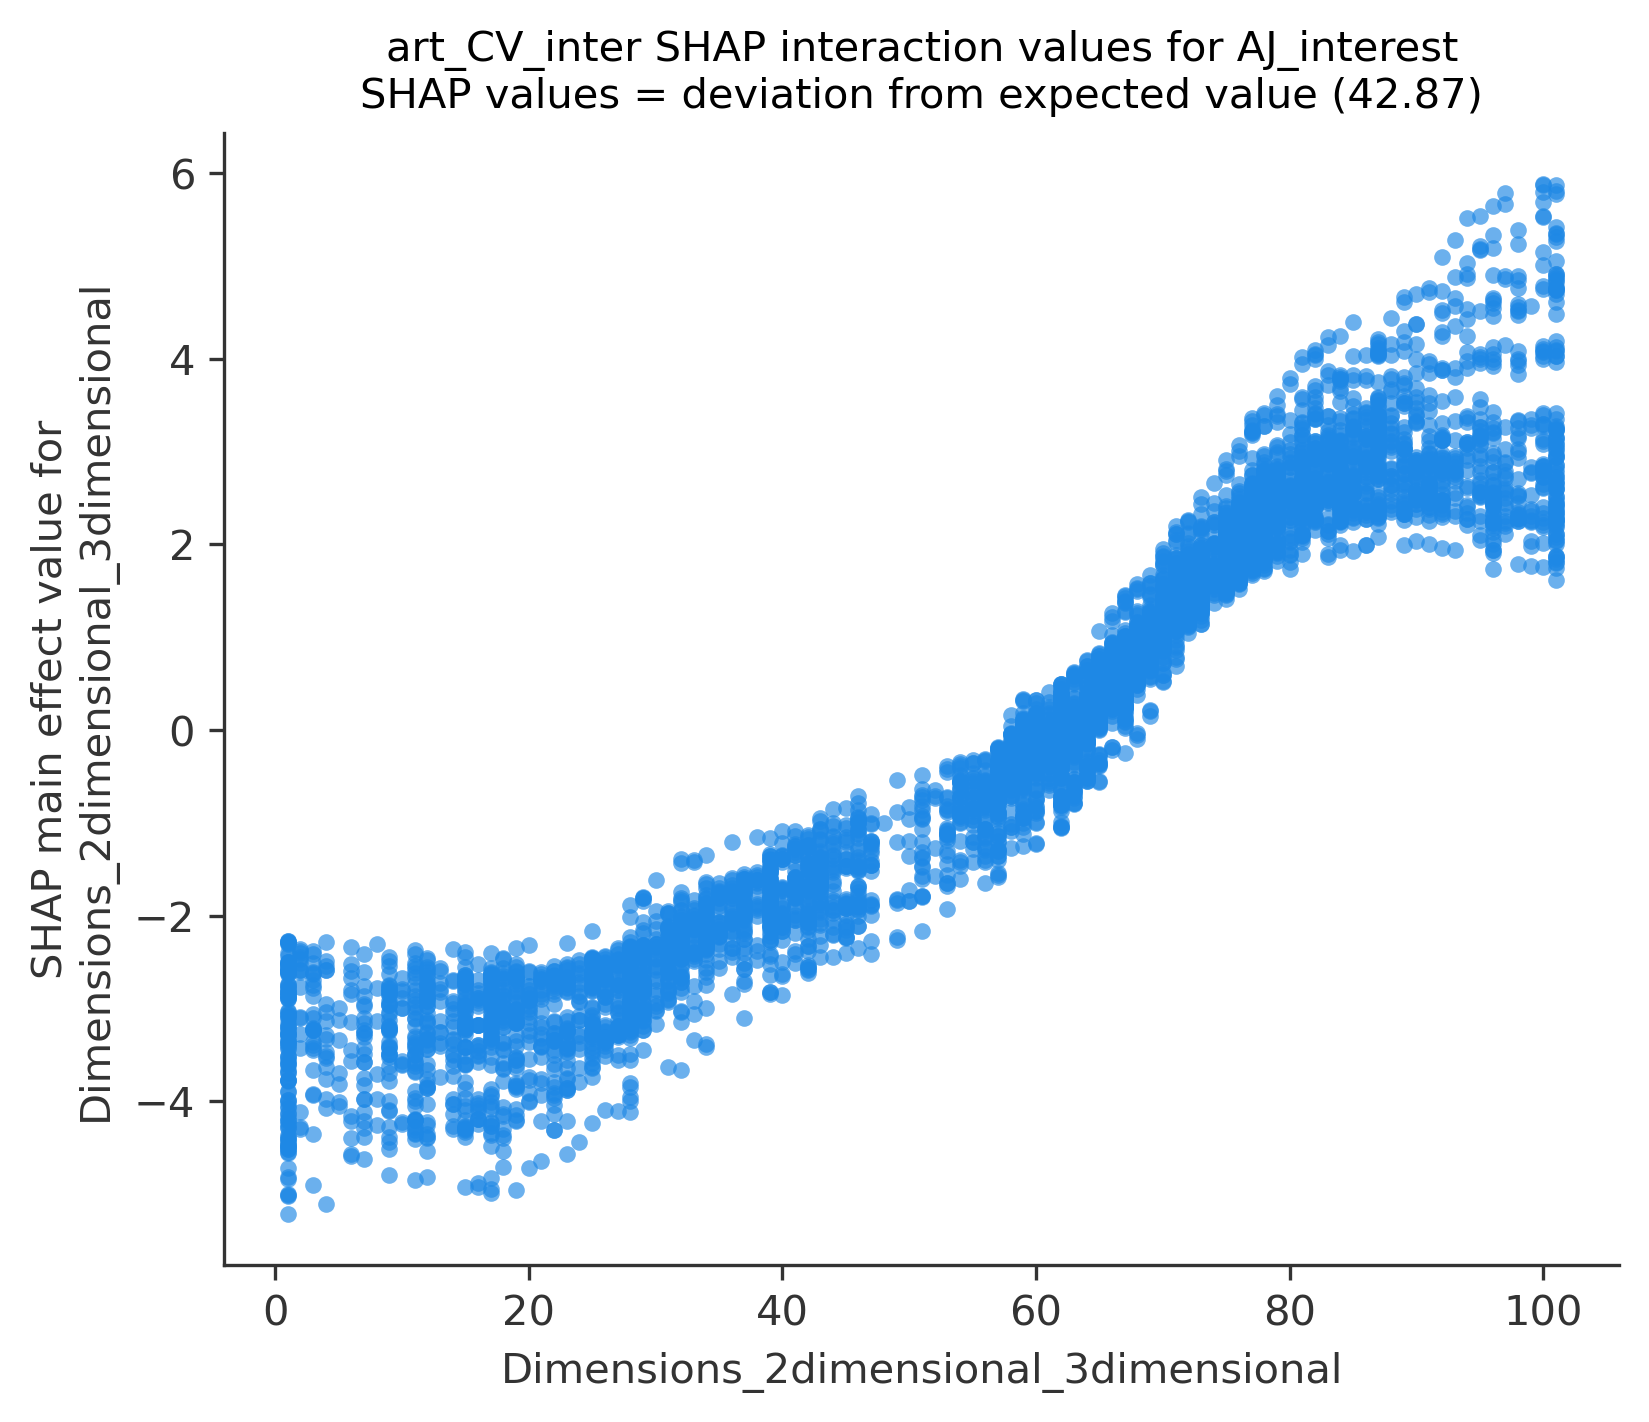 art_CV_inter SHAP interaction values for AJ_interest
SHAP values = deviation from expected value (42.87)
SHAP main effect value for
Dimensions_2dimensional_3dimensional
6
4
2
0
−2
−4
0
20
40
60
80
100
Dimensions_2dimensional_3dimensional